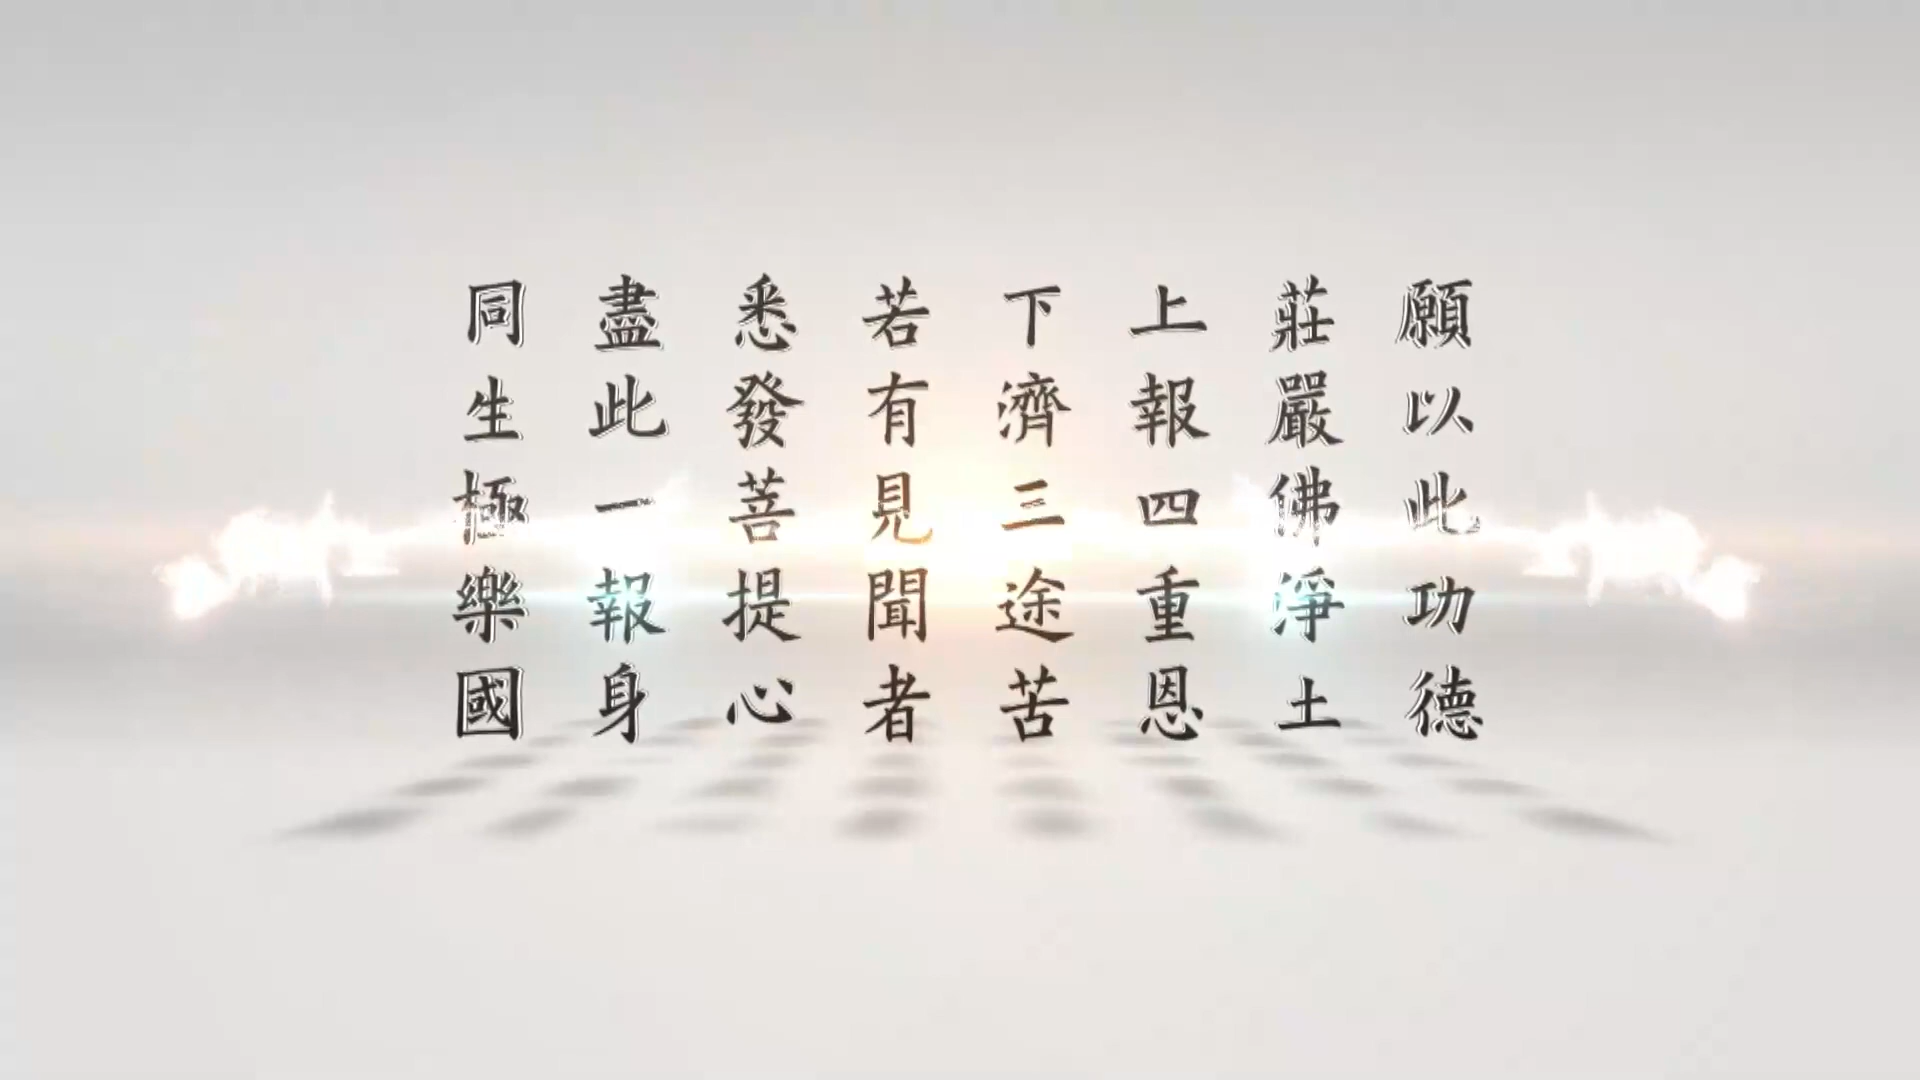 願以此功德
莊嚴佛淨土
上報四重恩
下濟三途苦
若有見聞者
悉發菩提心
盡此一報身
同生極樂國